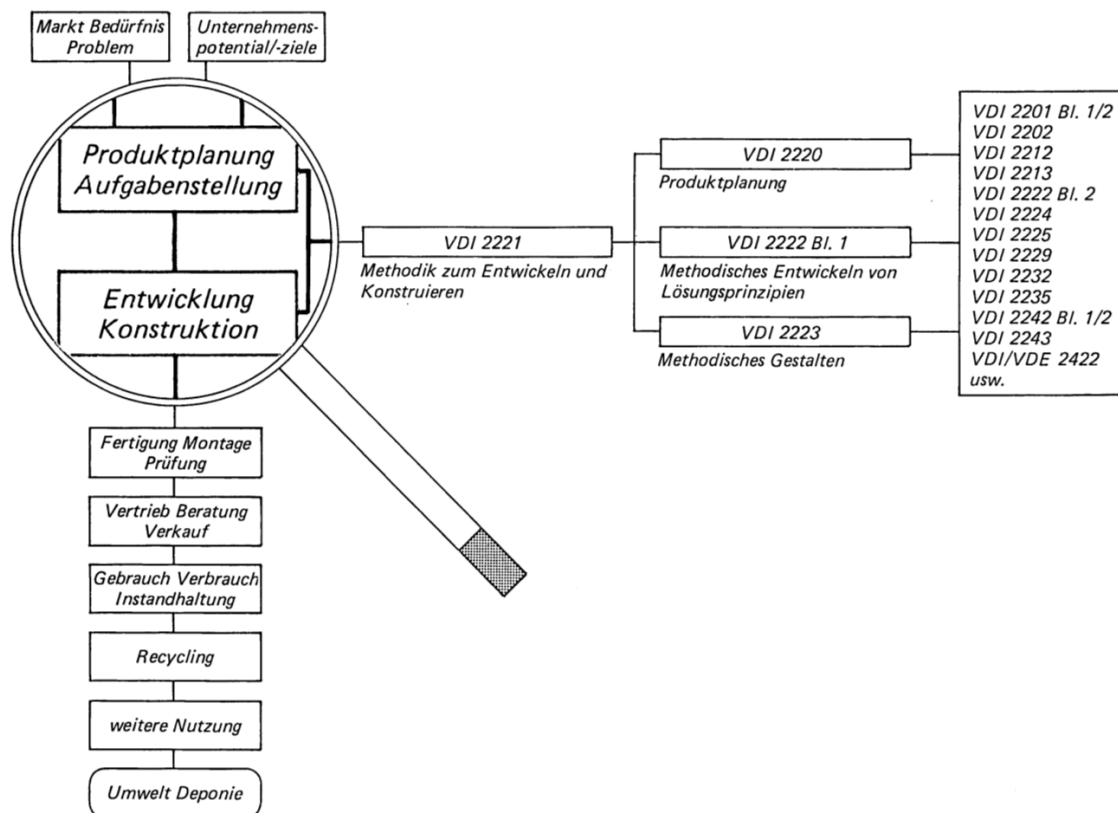 Markt Bedürfnis
Problem
Unternehmens-
potential/-ziele
Produktplanung
Aufgabenstellung
Entwicklung
Konstruktion
Fertigung Montage
Prüfung
Vertrieb Beratung
Verkauf
Gebrauch Verbrauch
Instandhaltung
Recycling
weitere Nutzung
Umwelt Deponie
VDI 2221
Methodik zum Entwickeln und
Konstruieren
VDI 2220
Produktplanung
VDI 2222 Bl. 1
Methodisches Entwickeln von
Lösungsprinzipien
VDI 2223
Methodisches Gestalten
VDI 2201 Bl. 1/2
VDI 2202
VDI 2212
VDI 2213
VDI 2222 Bl. 2
VDI 2224
VDI 2225
VDI 2229
VDI 2232
VDI 2235
VDI 2242 Bl. 1/2
VDI 2243
VDI/VDE 2422
usw.